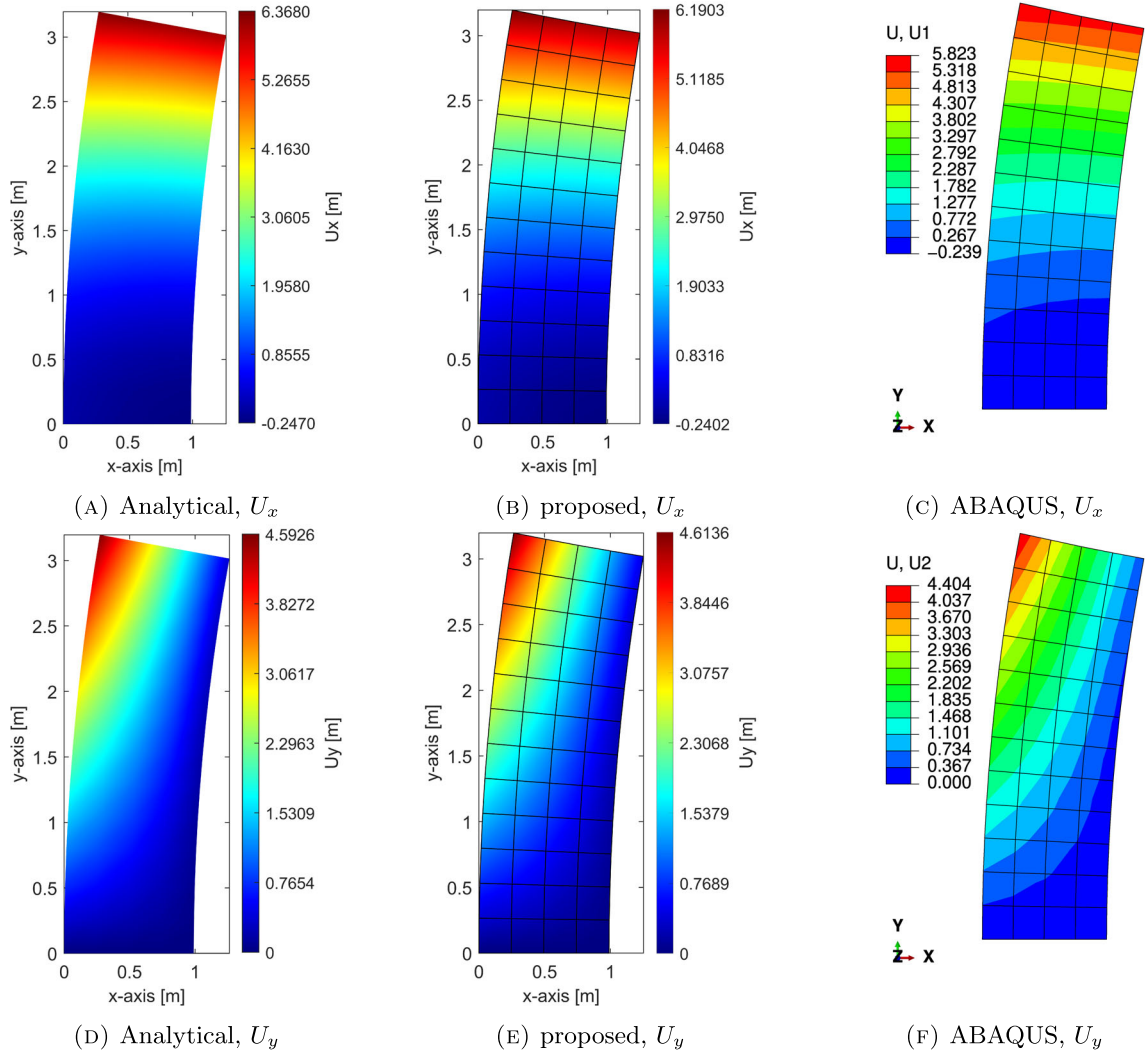 6.3680
5.2655
4.1630
3.0605
1.9580
0.8555
-0.2470
Ux [m]
3
2.5
2
1.5
1
0.5
0
y-axis [m]
0 0.5 1
x-axis [m]
(A) Analytical, Ux
6.1903
5.1185
4.0468
2.9750
1.9033
0.8316
-0.2402
Ux [m]
3
2.5
2
1.5
1
0.5
0
y-axis [m]
0 0.5 1
x-axis [m]
(B) proposed, Ux
U, U1
5.823
5.318
4.813
4.307
3.802
3.297
2.792
2.287
1.782
1.277
0.772
0.267
−0.239
Y
Z X
(C) ABAQUS, Ux
4.5926
3.8272
3.0617
2.2963
1.5309
0.7654
0
Uy [m]
3
2.5
2
1.5
1
0.5
0
y-axis [m]
0 0.5 1
x-axis [m]
(D) Analytical, Uy
4.6136
3.8446
3.0757
2.3068
1.5379
0.7689
0
Uy [m]
3
2.5
2
1.5
1
0.5
0
y-axis [m]
0 0.5 1
x-axis [m]
(E) proposed, Uy
U, U2
4.404
4.037
3.670
3.303
2.936
2.569
2.202
1.835
1.468
1.101
0.734
0.367
0.000
Y
Z X
(F) ABAQUS, Uy